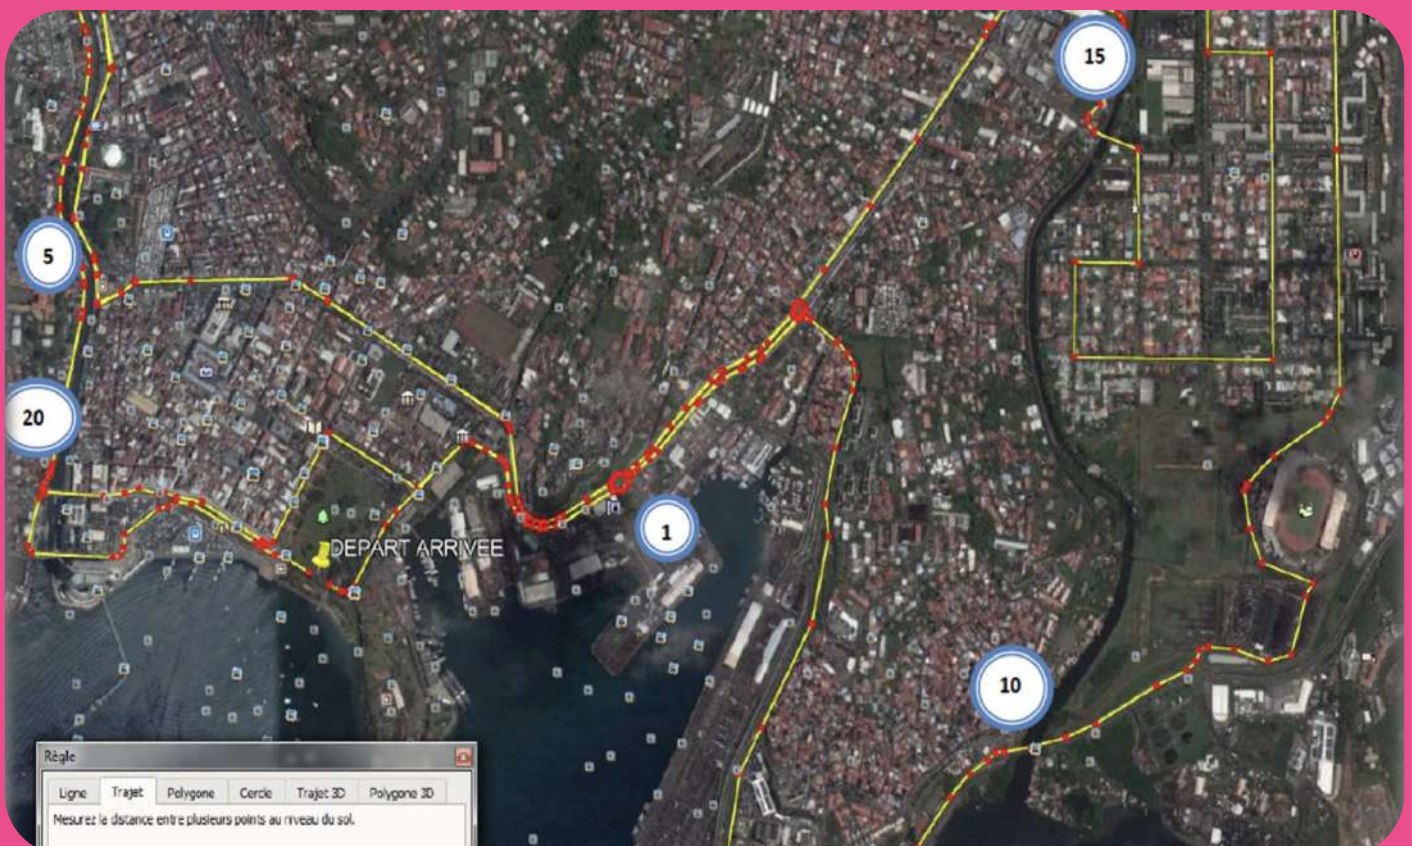 15
5
20
DEPART ARRIVEE
1
10
Règle
Ligne Trajet Polygone Cercle Trajet 3D Polygone 3D
Mesurez la distance entre plusieurs points au niveau du sol.